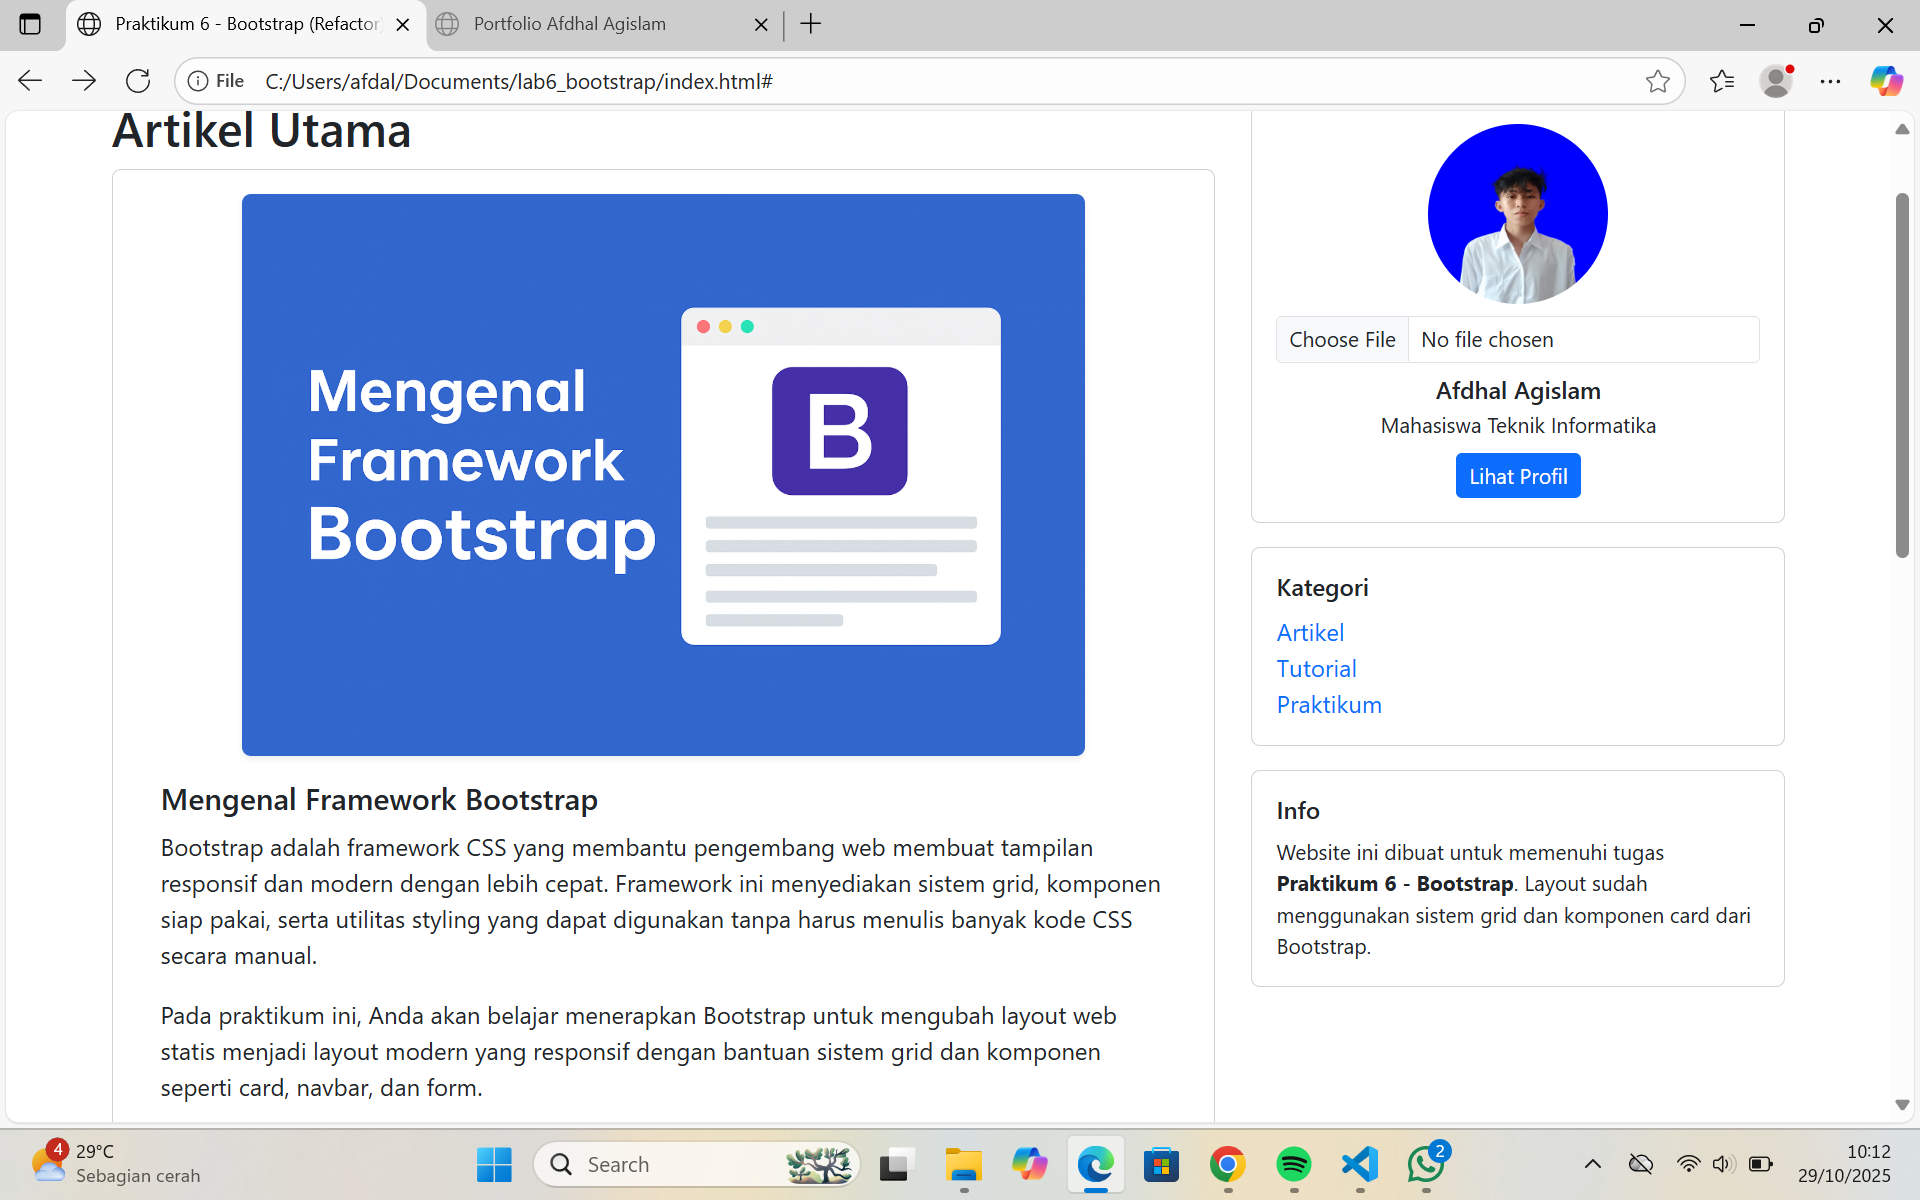 Praktikum 6 - Bootstrap (Refactor
Portfolio Afdhal Agislam
File
C:/Users/afdal/Documents/lab6_bootstrap/index.html#
Artikel Utama
Mengenal
Framework
Bootstrap
B
Mengenal Framework Bootstrap
Bootstrap adalah framework CSS yang membantu pengembang web membuat tampilan
responsif dan modern dengan lebih cepat. Framework ini menyediakan sistem grid, komponen
siap pakai, serta utilitas styling yang dapat digunakan tanpa harus menulis banyak kode CSS
secara manual.
Pada praktikum ini, Anda akan belajar menerapkan Bootstrap untuk mengubah layout web
statis menjadi layout modern yang responsif dengan bantuan sistem grid dan komponen
seperti card, navbar, dan form.
Choose File No file chosen
Afdhal Agislam
Mahasiswa Teknik Informatika
Lihat Profil
Kategori
Artikel
Tutorial
Praktikum
Info
Website ini dibuat untuk memenuhi tugas
Praktikum 6 - Bootstrap. Layout sudah
menggunakan sistem grid dan komponen card dari
Bootstrap.
4
29°C
Sebagian cerah
Search
2
10:12
29/10/2025